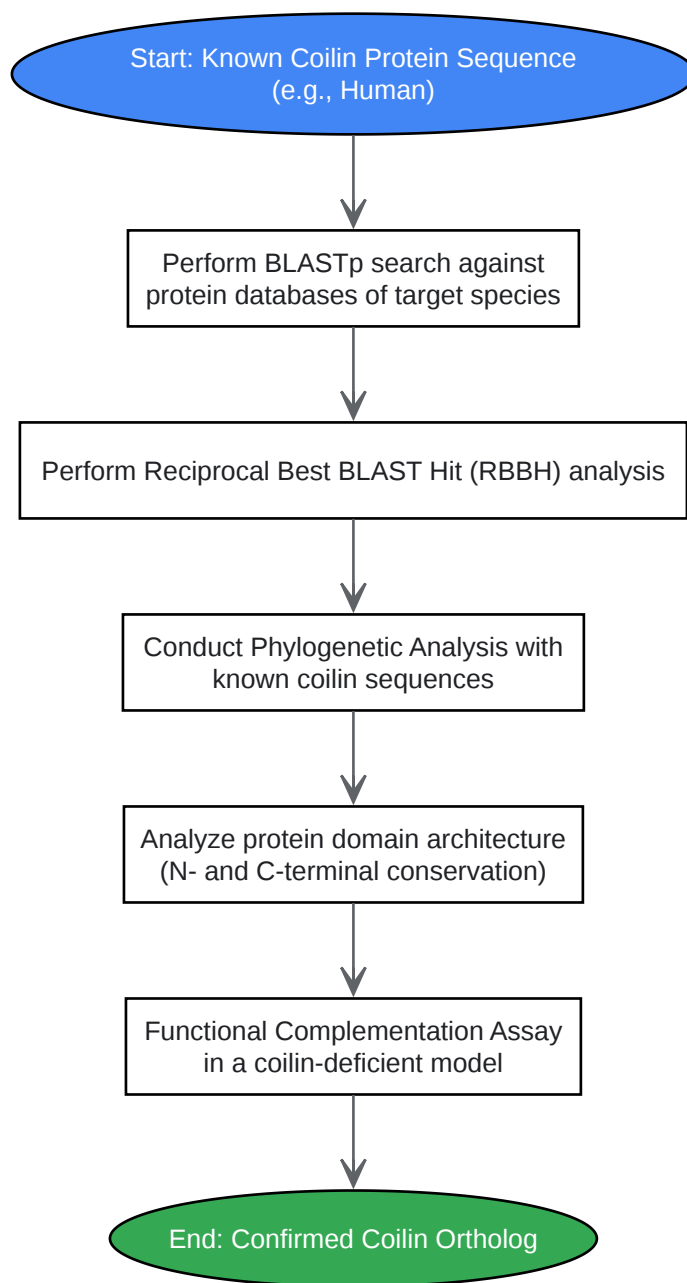 Start: Known Coilin Protein Sequence
(e.g., Human)
Perform BLASTp search against
protein databases of target species
Perform Reciprocal Best BLAST Hit (RBBH) analysis
Conduct Phylogenetic Analysis with
known coilin sequences
Analyze protein domain architecture
(N- and C-terminal conservation)
Functional Complementation Assay
in a coilin-deficient model
End: Confirmed Coilin Ortholog